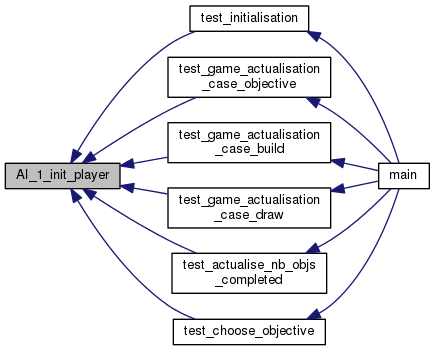 test_initialisation
test_game_actualisation
_case_objective
test_game_actualisation
_case_build
AI_1_init_player
main
test_game_actualisation
_case_draw
test_actualise_nb_objs
_completed
test_choose_objective